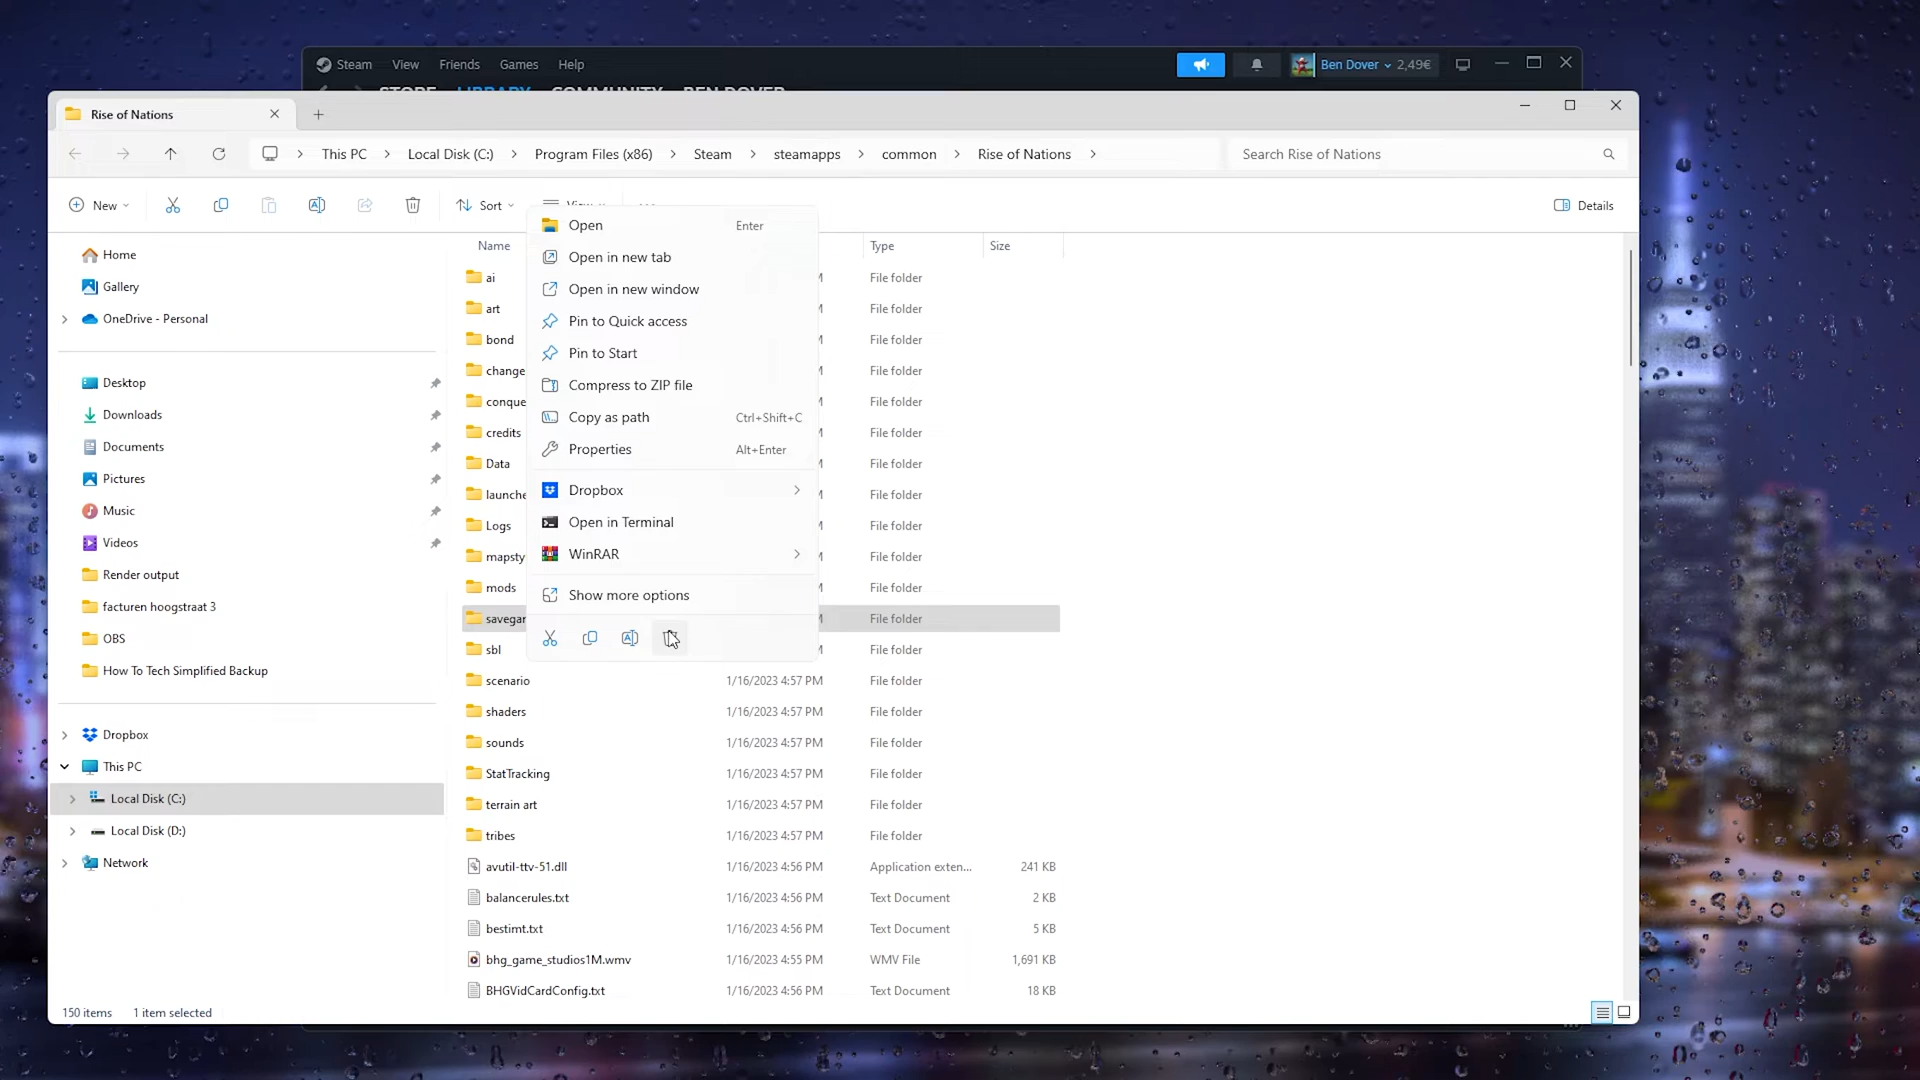 Steam View Friends Games Help Ben Dover 2,49€
STORE LIBRARY COMMUNITY BEN DOVER
Rise of Nations
This PC Local Disk (C:) Program Files (x86) Steam steamapps common Rise of Nations Search Rise of Nations
New Sort View Details
Name Type Size
Home
Gallery
OneDrive - Personal
Desktop
Downloads
Documents
Pictures
Music
Videos
Render output
facturen hoogstraat 3
OBS
How To Tech Simplified Backup
Dropbox
This PC
Local Disk (C:)
Local Disk (D:)
Network
Open Enter
Open in new tab
Open in new window
Pin to Quick access
Pin to Start
Compress to ZIP file
Copy as path Ctrl+Shift+C
Properties Alt+Enter
Dropbox
Open in Terminal
WinRAR
Show more options
ai File folder
art File folder
bond File folder
change File folder
conque File folder
credits File folder
Data File folder
launche File folder
Logs File folder
mapsty File folder
mods File folder
savegar File folder
sbl File folder
scenario 1/16/2023 4:57 PM File folder
shaders 1/16/2023 4:57 PM File folder
sounds 1/16/2023 4:57 PM File folder
StatTracking 1/16/2023 4:57 PM File folder
terrain art 1/16/2023 4:57 PM File folder
tribes 1/16/2023 4:57 PM File folder
avutil-ttv-51.dll 1/16/2023 4:56 PM Application exten... 241 KB
balancerules.txt 1/16/2023 4:56 PM Text Document 2 KB
bestimt.txt 1/16/2023 4:56 PM Text Document 5 KB
bhg_game_studios1M.wmv 1/16/2023 4:55 PM WMV File 1,691 KB
BHGVidCardConfig.txt 1/16/2023 4:56 PM Text Document 18 KB
150 items 1 item selected